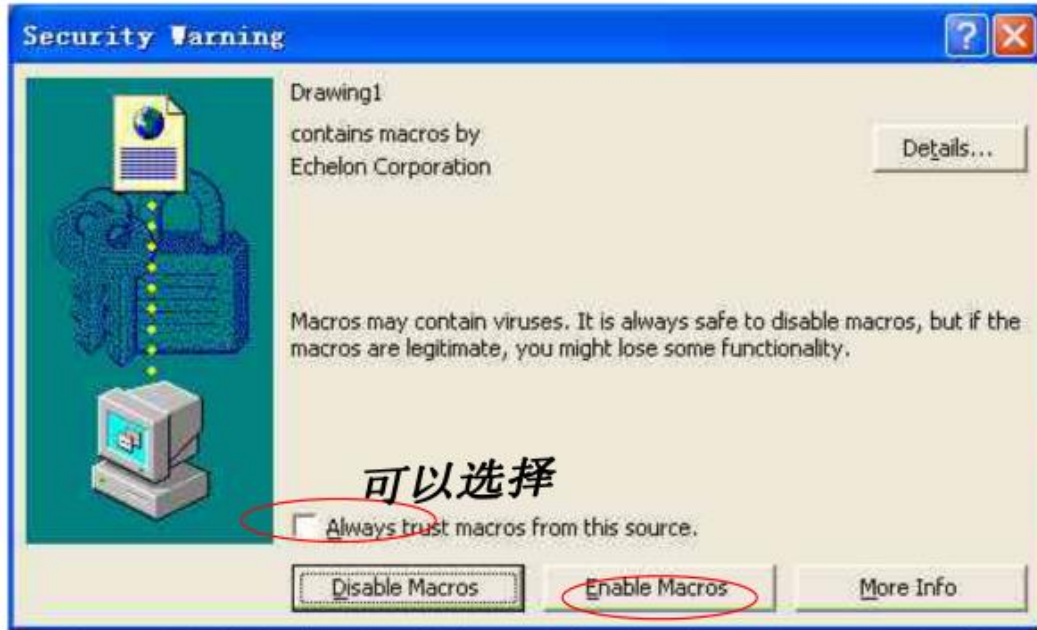 Security Warning
Drawing1
contains macros by
Echelon Corporation
Details...
Macros may contain viruses. It is always safe to disable macros, but if the
macros are legitimate, you might lose some functionality.
可以选择
Always trust macros from this source.
Disable Macros Enable Macros More Info